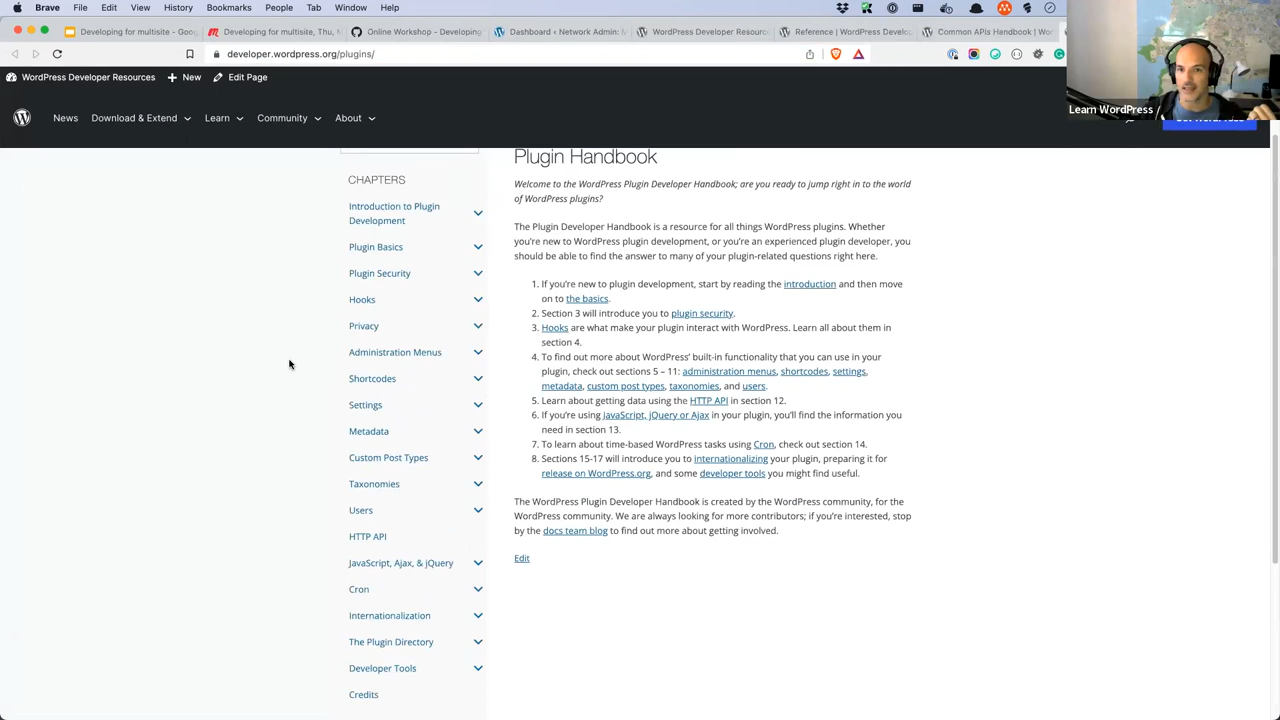 Brave File Edit View History Bookmarks People Tab Window Help
Developing for multisite - Goog
Developing for multisite, Thu,
Online Workshop - Developing
Dashboard ‹ Network Admin: M
WordPress Developer Resource
Reference | WordPress Develo
Common APIs Handbook | Wo
developer.wordpress.org/plugins/
WordPress Developer Resources New Edit Page
Learn WordPress /
News Download & Extend Learn Community About
Plugin Handbook
Welcome to the WordPress Plugin Developer Handbook; are you ready to jump right in to the world
of WordPress plugins?
The Plugin Developer Handbook is a resource for all things WordPress plugins. Whether
you're new to WordPress plugin development, or you're an experienced plugin developer, you
should be able to find the answer to many of your plugin-related questions right here.
1. If you're new to plugin development, start by reading the introduction and then move
on to the basics.
2. Section 3 will introduce you to plugin security.
3. Hooks are what make your plugin interact with WordPress. Learn all about them in
section 4.
4. To find out more about WordPress' built-in functionality that you can use in your
plugin, check out sections 5 – 11: administration menus, shortcodes, settings,
metadata, custom post types, taxonomies, and users.
5. Learn about getting data using the HTTP API in section 12.
6. If you're using JavaScript, jQuery or Ajax in your plugin, you'll find the information you
need in section 13.
7. To learn about time-based WordPress tasks using Cron, check out section 14.
8. Sections 15-17 will introduce you to internationalizing your plugin, preparing it for
release on WordPress.org, and some developer tools you might find useful.
The WordPress Plugin Developer Handbook is created by the WordPress community, for the
WordPress community. We are always looking for more contributors; if you're interested, stop
by the docs team blog to find out more about getting involved.
Edit
CHAPTERS
Introduction to Plugin
Development
Plugin Basics
Plugin Security
Hooks
Privacy
Administration Menus
Shortcodes
Settings
Metadata
Custom Post Types
Taxonomies
Users
HTTP API
JavaScript, Ajax, & jQuery
Cron
Internationalization
The Plugin Directory
Developer Tools
Credits